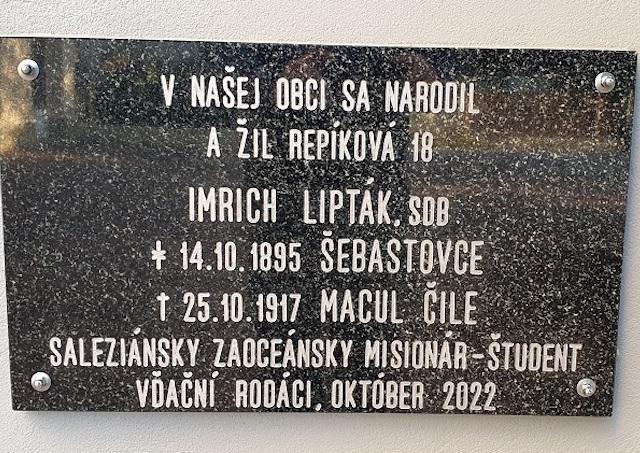 V NAŠEJ OBCI SA NARODIL
A ŽIL REPÍKOVÁ 18
IMRICH LIPTÁK, SDB
* 14.10.1895 ŠEBASTOVCE
† 25.10.1917 MACUL ČILE
SALEZIÁNSKY ZAOCEÁNSKY MISIONÁR-ŠTUDENT
VĎAČNÍ RODÁCI, OKTÓBER 2022